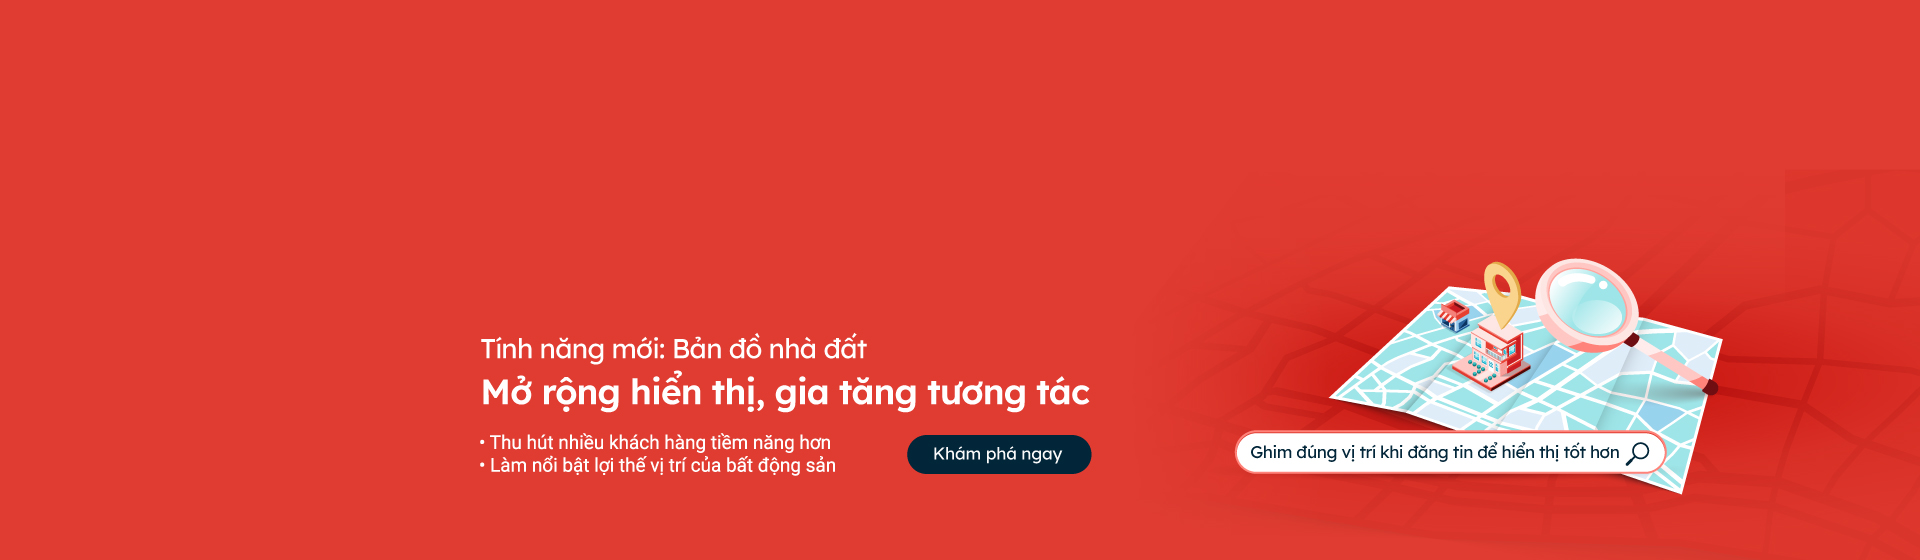 Tính năng mới: Bản đồ nhà đất
Mở rộng hiển thị, gia tăng tương tác
• Thu hút nhiều khách hàng tiềm năng hơn
• Làm nổi bật lợi thế vị trí của bất động sản
Khám phá ngay
Ghim đúng vị trí khi đăng tin để hiển thị tốt hơn